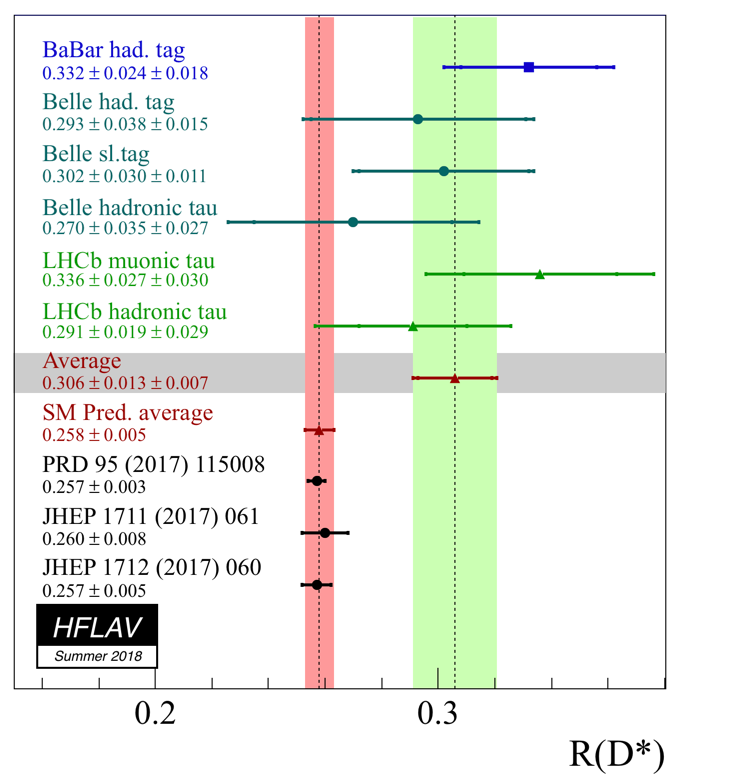 BaBar had. tag
0.332 ± 0.024 ± 0.018
Belle had. tag
0.293 ± 0.038 ± 0.015
Belle sl.tag
0.302 ± 0.030 ± 0.011
Belle hadronic tau
0.270 ± 0.035 ± 0.027
LHCb muonic tau
0.336 ± 0.027 ± 0.030
LHCb hadronic tau
0.291 ± 0.019 ± 0.029
Average
0.306 ± 0.013 ± 0.007
SM Pred. average
0.258 ± 0.005
PRD 95 (2017) 115008
0.257 ± 0.003
JHEP 1711 (2017) 061
0.260 ± 0.008
JHEP 1712 (2017) 060
0.257 ± 0.005
HFLAV
Summer 2018
0.2 0.3
R(D*)